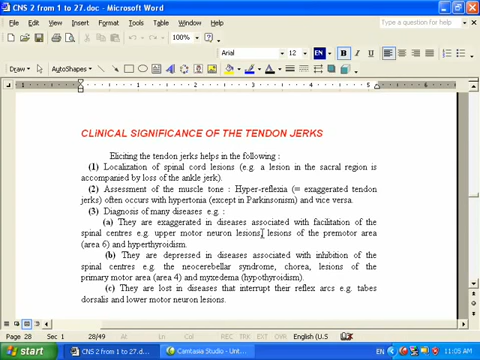 CNS 2 from 1 to 27.doc - Microsoft Word
File Edit View Insert Format Tools Table Window Help
Type a question for help
100%
Arial 12 EN B I U
Draw AutoShapes
CLINICAL SIGNIFICANCE OF THE TENDON JERKS
Eliciting the tendon jerks helps in the following :
(1) Localization of spinal cord lesions (e.g. a lesion in the sacral region is
accompanied by loss of the ankle jerk).
(2) Assessment of the muscle tone : Hyper-reflexia (= exaggerated tendon
jerks) often occurs with hypertonia (except in Parkinsonism) and vice versa.
(3) Diagnosis of many diseases e.g. :
(a) They are exaggerated in diseases associated with facilitation of the
spinal centres e.g. upper motor neuron lesions, lesions of the premotor area
(area 6) and hyperthyroidism.
(b) They are depressed in diseases associated with inhibition of the
spinal centres e.g. the neocerebellar syndrome, chorea, lesions of the
primary motor area (area 4) and myxedema (hypothyroidism).
(c) They are lost in diseases that interrupt their reflex arcs e.g. tabes
dorsalis and lower motor neuron lesions.
Page 28 Sec 1 28/49 At Ln Col REC TRK EXT OVR English (U.S
start CNS 2 from 1 to 27.d... Camtasia Studio - Unt... EN 11:05 AM